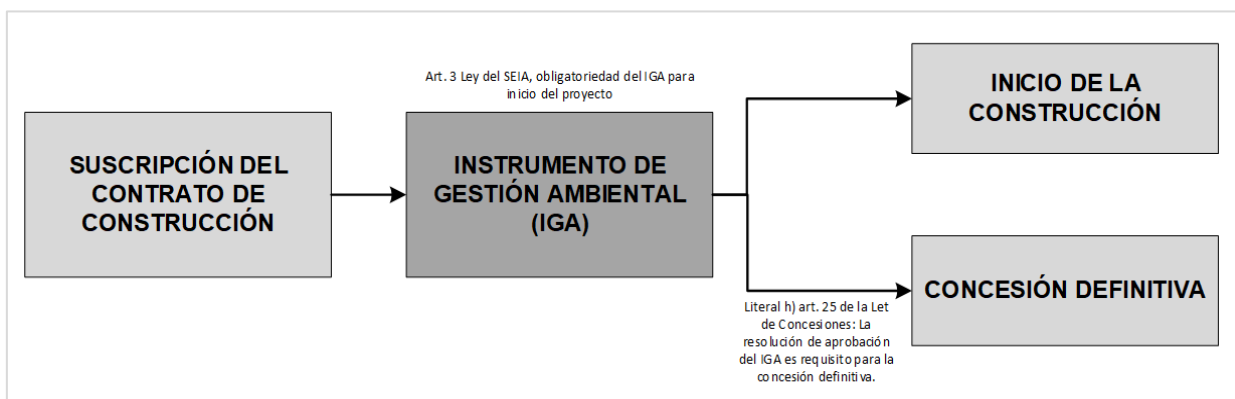 Art. 3 Ley del SEIA, obligatoriedad del IGA para
inicio del proyecto
SUSCRIPCIÓN DEL
CONTRATO DE
CONSTRUCCIÓN
INSTRUMENTO DE
GESTIÓN AMBIENTAL
(IGA)
INICIO DE LA
CONSTRUCCIÓN
CONCESIÓN DEFINITIVA
Literal h) art. 25 de la Let
de Concesiones: La
resolución de aprobación
del IGA es requisito para la
concesión definitiva.